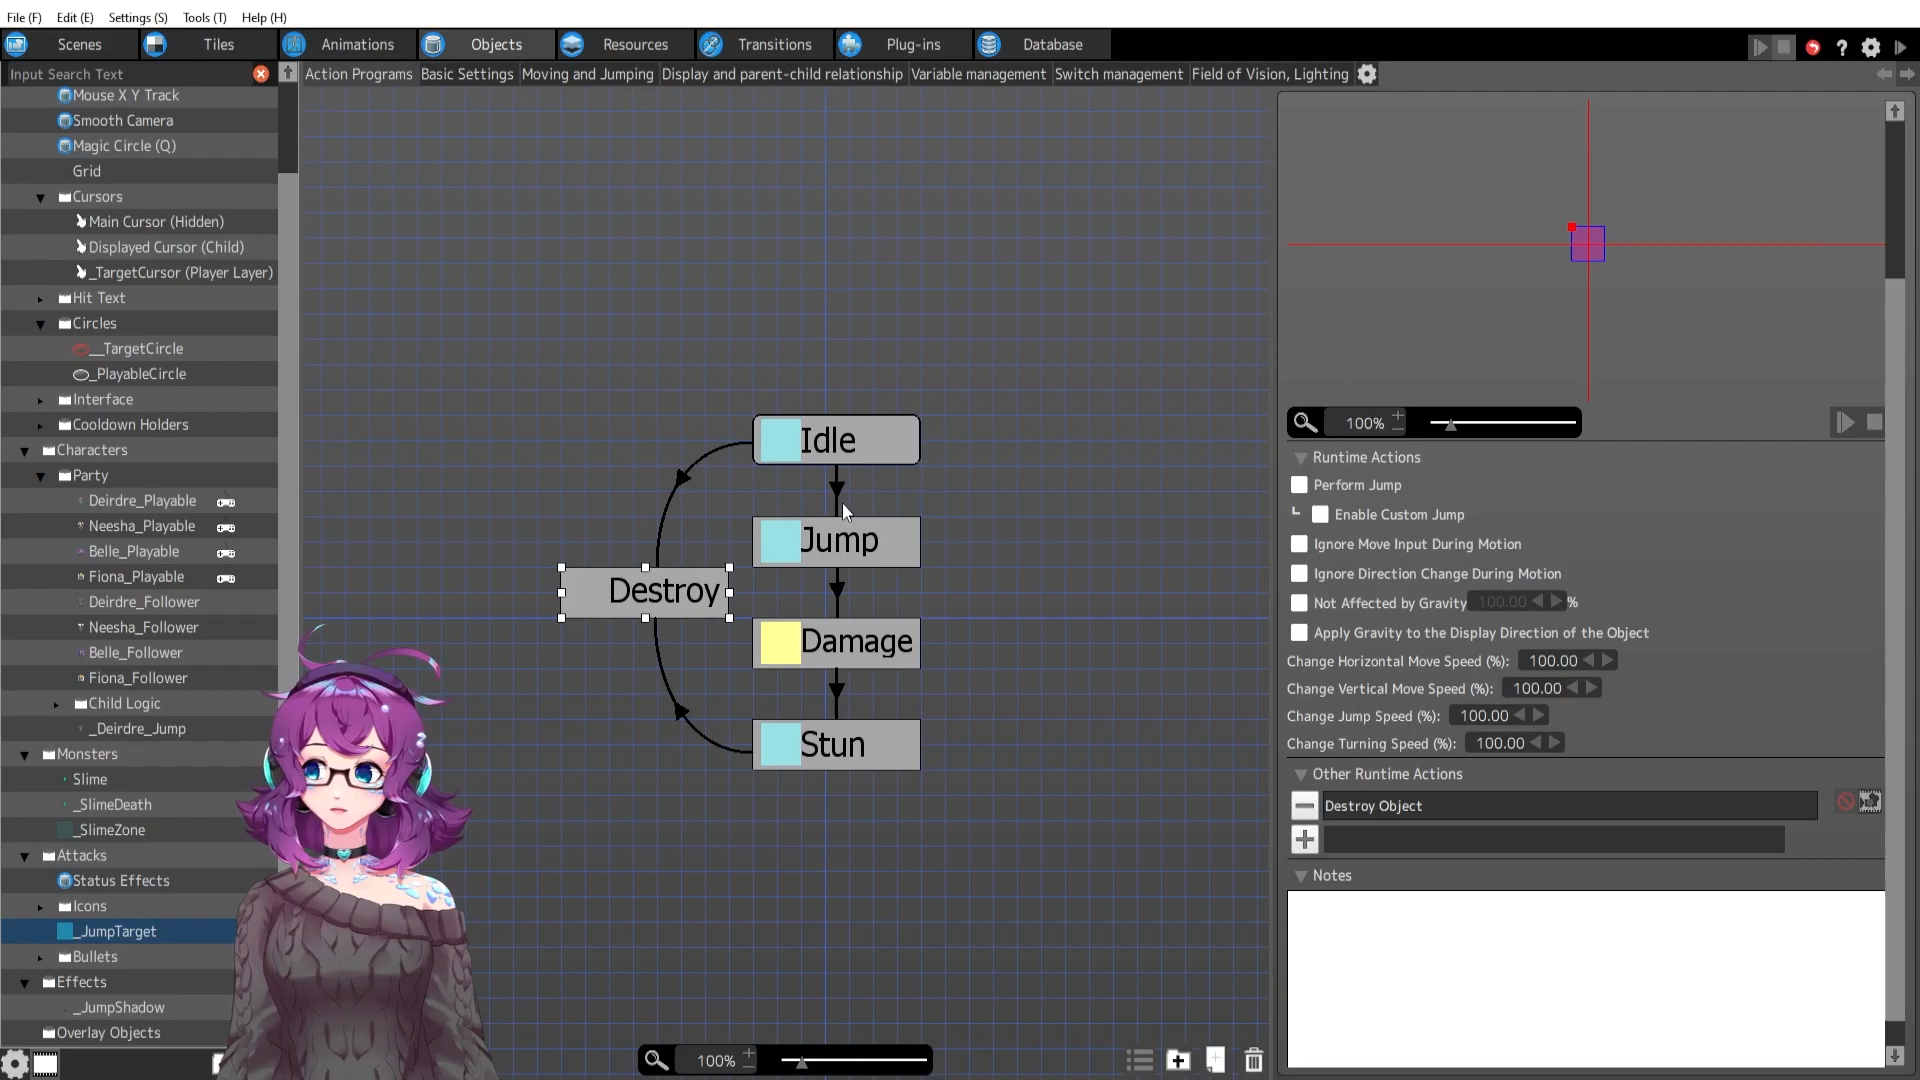 File (F) Edit (E) Settings (S) Tools (T) Help (H)
Scenes Tiles Animations Objects Resources Transitions Plug-ins Database
Input Search Text
Action Programs Basic Settings Moving and Jumping Display and parent-child relationship Variable management Switch management Field of Vision, Lighting
Mouse X Y Track
Smooth Camera
Magic Circle (Q)
Grid
Cursors
Main Cursor (Hidden)
Displayed Cursor (Child)
_TargetCursor (Player Layer)
Hit Text
Circles
__TargetCircle
_PlayableCircle
Interface
Cooldown Holders
Characters
Party
Deirdre_Playable
Neesha_Playable
Belle_Playable
Fiona_Playable
Deirdre_Follower
Neesha_Follower
Belle_Follower
Fiona_Follower
Child Logic
_Deirdre_Jump
Monsters
Slime
_SlimeDeath
_SlimeZone
Attacks
Status Effects
Icons
_JumpTarget
Bullets
Effects
_JumpShadow
Overlay Objects
Idle
Jump
Destroy
Damage
Stun
100%
100%
Runtime Actions
Perform Jump
Enable Custom Jump
Ignore Move Input During Motion
Ignore Direction Change During Motion
Not Affected by Gravity 100.00 %
Apply Gravity to the Display Direction of the Object
Change Horizontal Move Speed (%): 100.00
Change Vertical Move Speed (%): 100.00
Change Jump Speed (%): 100.00
Change Turning Speed (%): 100.00
Other Runtime Actions
Destroy Object
Notes